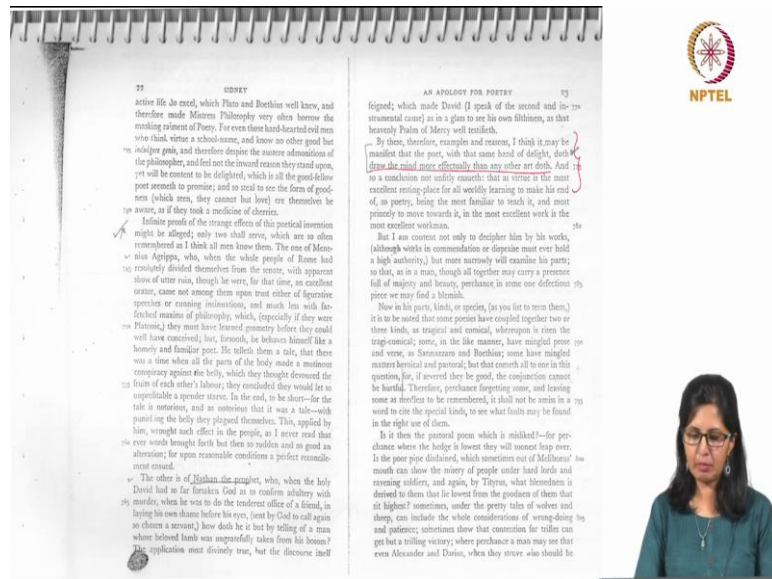 22
SIDNEY
active life do excel, which Plato and Boethius well knew, and
therefore made Mistress Philosophy very often borrow the
masking raiment of Poesy. For even those hard-hearted evil men
who think virtue a school-name, and know no other good but
indulgere genio, and therefore despise the austere admonitions of
the philosopher, and feel not the inward reason they stand upon,
yet will be content to be delighted, which is all the good-fellow
poet seemeth to promise; and so steal to see the form of good-
ness (which seen, they cannot but love) ere themselves be
aware, as if they took a medicine of cherries.
Infinite proofs of the strange effects of this poetical invention
might be alleged; only two shall serve, which are so often
remembered as I think all men know them. The one of Mene-
nius Agrippa, who, when the whole people of Rome had
resolutely divided themselves from the senate, with apparent
show of utter ruin, though he were, for that time, an excellent
orator, came not among them upon trust either of figurative
speeches or cunning insinuations, and much less with far-
fetched maxims of philosophy, which, (especially if they were
Platonic,) they must have learned geometry before they could
well have conceived; but, forsooth, he behaves himself like a
homely and familiar poet. He telleth them a tale, that there
was a time when all the parts of the body made a mutinous
conspiracy against the belly, which they thought devoured the
fruits of each other's labour; they concluded they would let so
unprofitable a spender starve. In the end, to be short—for the
tale is notorious, and as notorious that it was a tale—with
punishing the belly they plagued themselves. This, applied by
him, wrought such effect in the people, as I never read that
ever words brought forth but then so sudden and so good an
alteration; for upon reasonable conditions a perfect reconcile-
ment ensued.
The other is of Nathan the prophet, who, when the holy
David had so far forsaken God as to confirm adultery with
murder, when he was to do the tenderest office of a friend, in
laying his own shame before his eyes, (sent by God to call again
so chosen a servant,) how doth he it but by telling of a man
whose beloved lamb was ungratefully taken from his bosom?
The application most divinely true, but the discourse itself
AN APOLOGY FOR POETRY
23
feigned; which made David (I speak of the second and in-
strumental cause) as in a glass to see his own filthiness, as that
heavenly Psalm of Mercy well testifieth.
By these, therefore, examples and reasons, I think it may be
manifest that the poet, with that same hand of delight, doth
draw the mind more effectually than any other art doth. And
so a conclusion not unfitly ensueth: that as virtue is the most
excellent resting-place for all worldly learning to make his end
of, so poetry, being the most familiar to teach it, and most
princely to move towards it, in the most excellent work is the
most excellent workman.
But I am content not only to decipher him by his works,
(although works in commendation or dispraise must ever hold
a high authority,) but more narrowly will examine his parts;
so that, as in a man, though all together may carry a presence
full of majesty and beauty, perchance in some one defectious
piece we may find a blemish.
Now in his parts, kinds, or species, (as you list to term them,)
it is to be noted that some poesies have coupled together two or
three kinds, as tragical and comical, whereupon is risen the
tragi-comical; some, in the like manner, have mingled prose
and verse, as Sannazzaro and Boethius; some have mingled
matters heroical and pastoral; but that cometh all to one in this
question, for, if severed they be good, the conjunction cannot
be hurtful. Therefore, perchance forgetting some, and leaving
some as needless to be remembered, it shall not be amiss in a
word to cite the special kinds, to see what faults may be found
in the right use of them.
Is it then the pastoral poem which is misliked?—for per-
chance where the hedge is lowest they will soonest leap over.
Is the poor pipe disdained, which sometimes out of Meliboeus'
mouth can show the misery of people under hard lords and
ravening soldiers, and again, by Tityrus, what blessedness is
derived to them that lie lowest from the goodness of them that
sit highest? sometimes, under the pretty tales of wolves and
sheep, can include the whole considerations of wrong-doing
and patience; sometimes show that contention for trifles can
get but a trifling victory; where perchance a man may see that
even Alexander and Darius, when they strove who should be
NPTEL